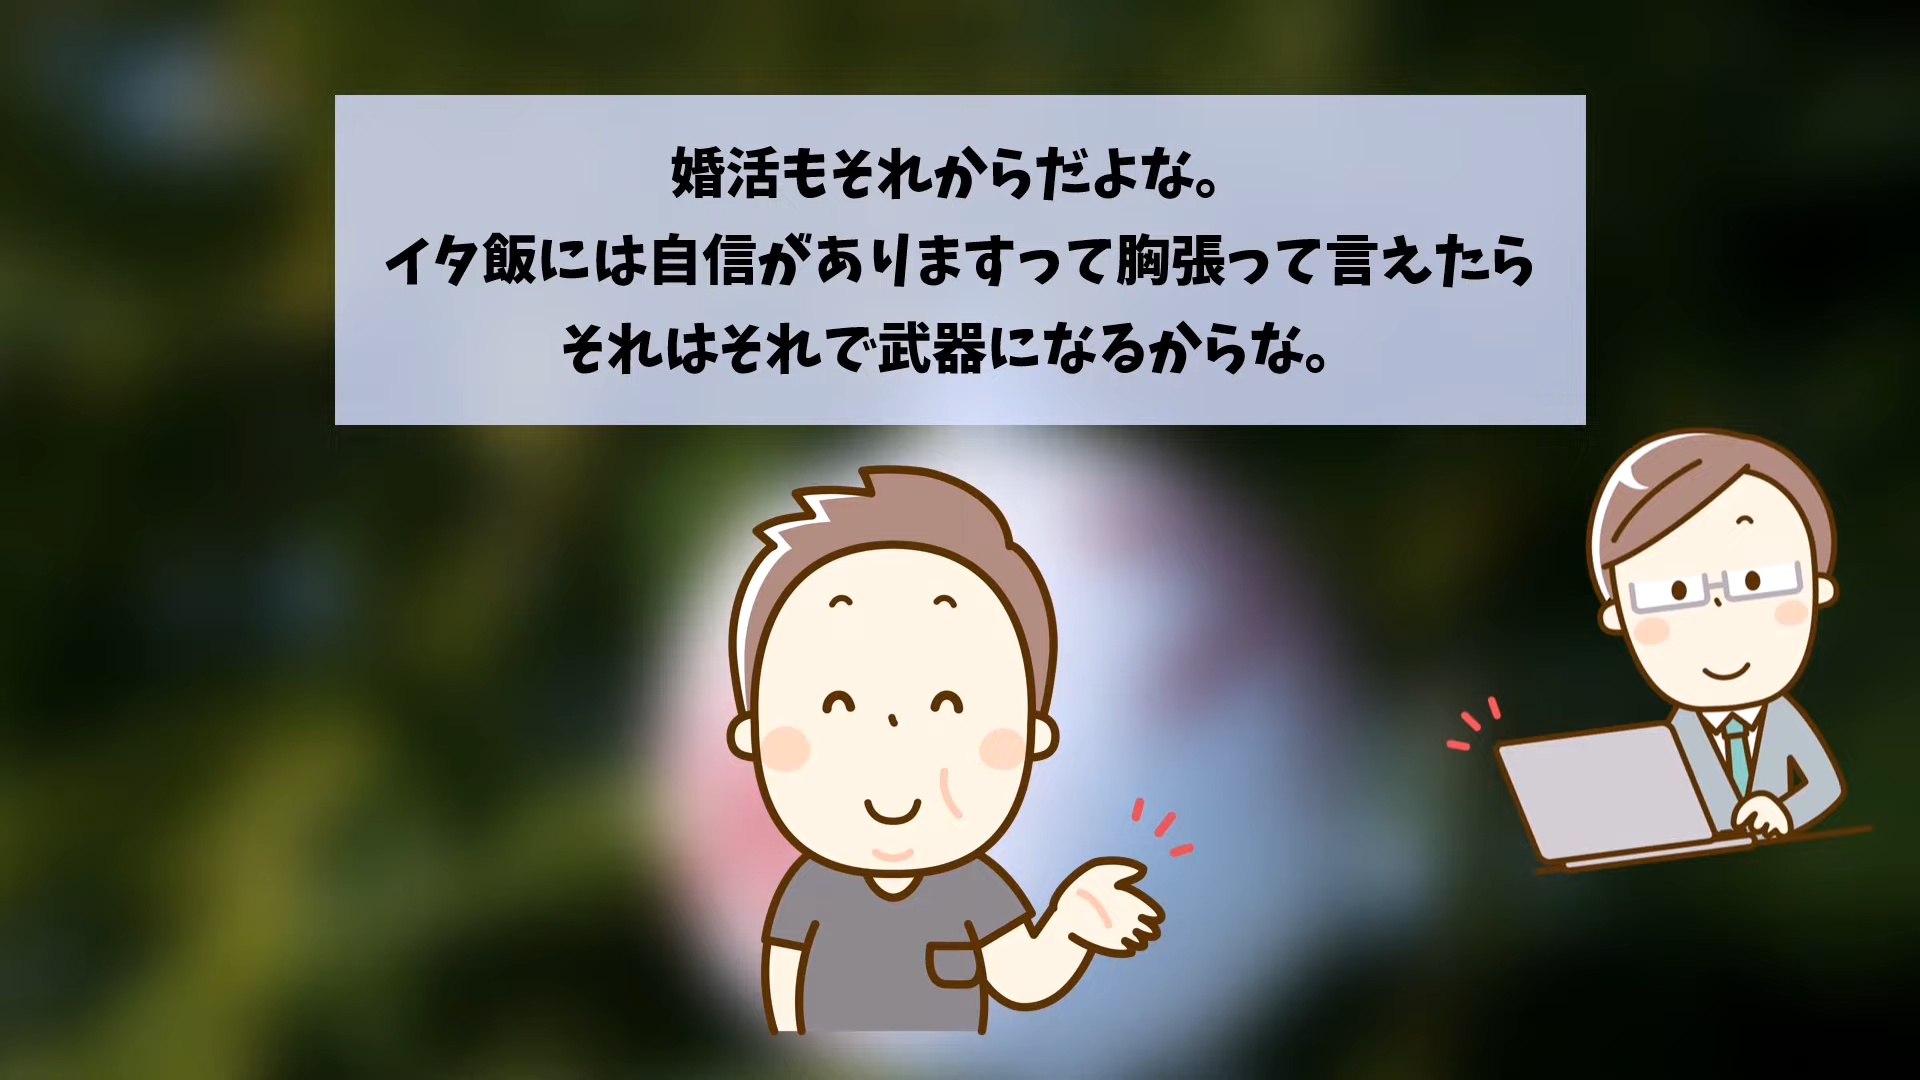 婚活もそれからだよな。
イタ飯には自信がありますって胸張って言えたら
それはそれで武器になるからな。